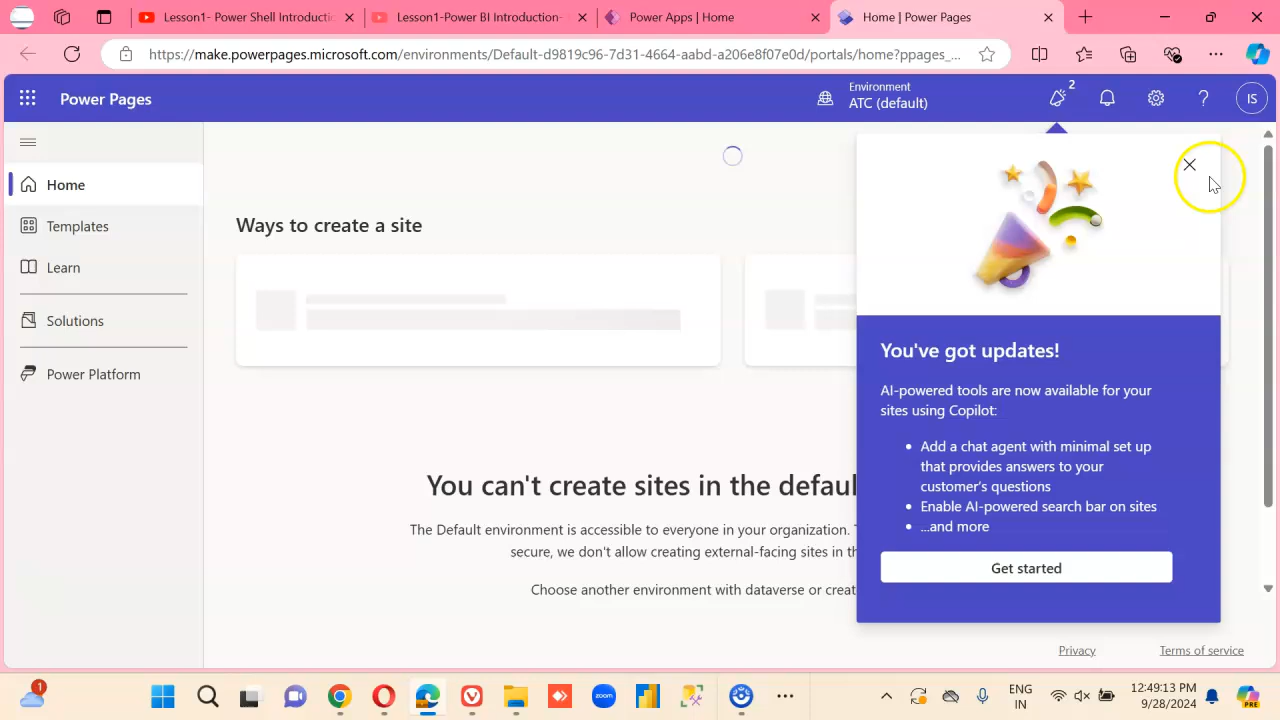 Lesson1- Power Shell Introductic
Lesson1-Power BI Introduction-
Power Apps | Home
Home | Power Pages
https://make.powerpages.microsoft.com/environments/Default-d9819c96-7d31-4664-aabd-a206e8f07e0d/portals/home?ppages_...
Power Pages
Environment
ATC (default)
2
IS
Home
Templates
Learn
Solutions
Power Platform
Ways to create a site
You can't create sites in the defaul
The Default environment is accessible to everyone in your organization.
secure, we don't allow creating external-facing sites in th
Choose another environment with dataverse or creat
You've got updates!
AI-powered tools are now available for your
sites using Copilot:
• Add a chat agent with minimal set up
that provides answers to your
customer's questions
• Enable AI-powered search bar on sites
• ...and more
Get started
Privacy
Terms of service
1
zoom
ENG
IN
12:49:13 PM
9/28/2024
PRE